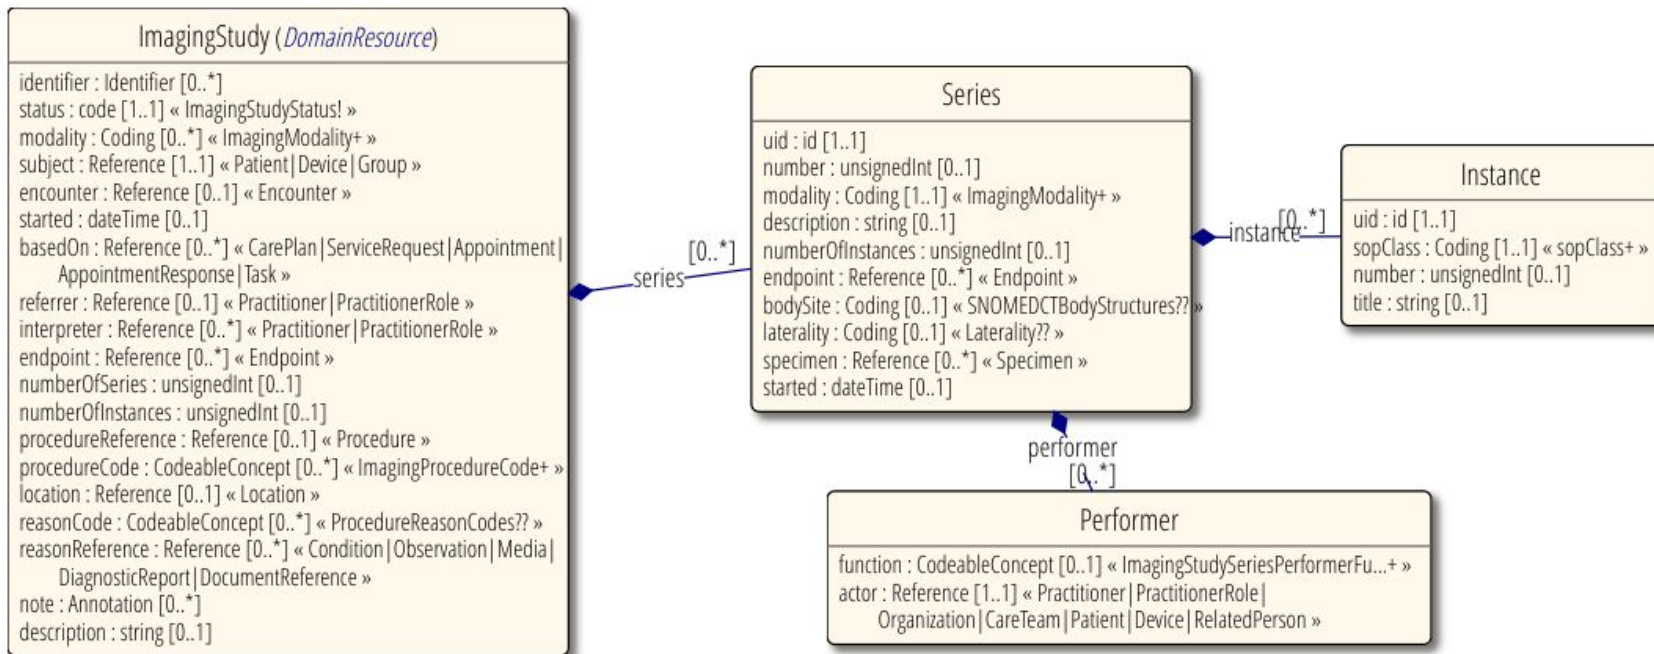 ImagingStudy (DomainResource)
identifier : Identifier [0..*]
status : code [1..1] « ImagingStudyStatus! »
modality : Coding [0..*] « ImagingModality+ »
subject : Reference [1..1] « Patient|Device|Group »
encounter : Reference [0..1] « Encounter »
started : dateTime [0..1]
basedOn : Reference [0..*] « CarePlan|ServiceRequest|Appointment|
AppointmentResponse|Task »
referrer : Reference [0..1] « Practitioner|PractitionerRole »
interpreter : Reference [0..*] « Practitioner|PractitionerRole »
endpoint : Reference [0..*] « Endpoint »
numberOfSeries : unsignedInt [0..1]
numberOfInstances : unsignedInt [0..1]
procedureReference : Reference [0..1] « Procedure »
procedureCode : CodeableConcept [0..*] « ImagingProcedureCode+ »
location : Reference [0..1] « Location »
reasonCode : CodeableConcept [0..*] « ProcedureReasonCodes?? »
reasonReference : Reference [0..*] « Condition|Observation|Media|
DiagnosticReport|DocumentReference »
note : Annotation [0..*]
description : string [0..1]
series
[0..*]
Series
uid : id [1..1]
number : unsignedInt [0..1]
modality : Coding [1..1] « ImagingModality+ »
description : string [0..1]
numberOfInstances : unsignedInt [0..1]
endpoint : Reference [0..*] « Endpoint »
bodySite : Coding [0..1] « SNOMEDCTBodyStructures?? »
laterality : Coding [0..1] « Laterality?? »
specimen : Reference [0..*] « Specimen »
started : dateTime [0..1]
instance
[0..*]
Instance
uid : id [1..1]
sopClass : Coding [1..1] « sopClass+ »
number : unsignedInt [0..1]
title : string [0..1]
performer
[0..*]
Performer
function : CodeableConcept [0..1] « ImagingStudySeriesPerformerFu...+ »
actor : Reference [1..1] « Practitioner|PractitionerRole|
Organization|CareTeam|Patient|Device|RelatedPerson »